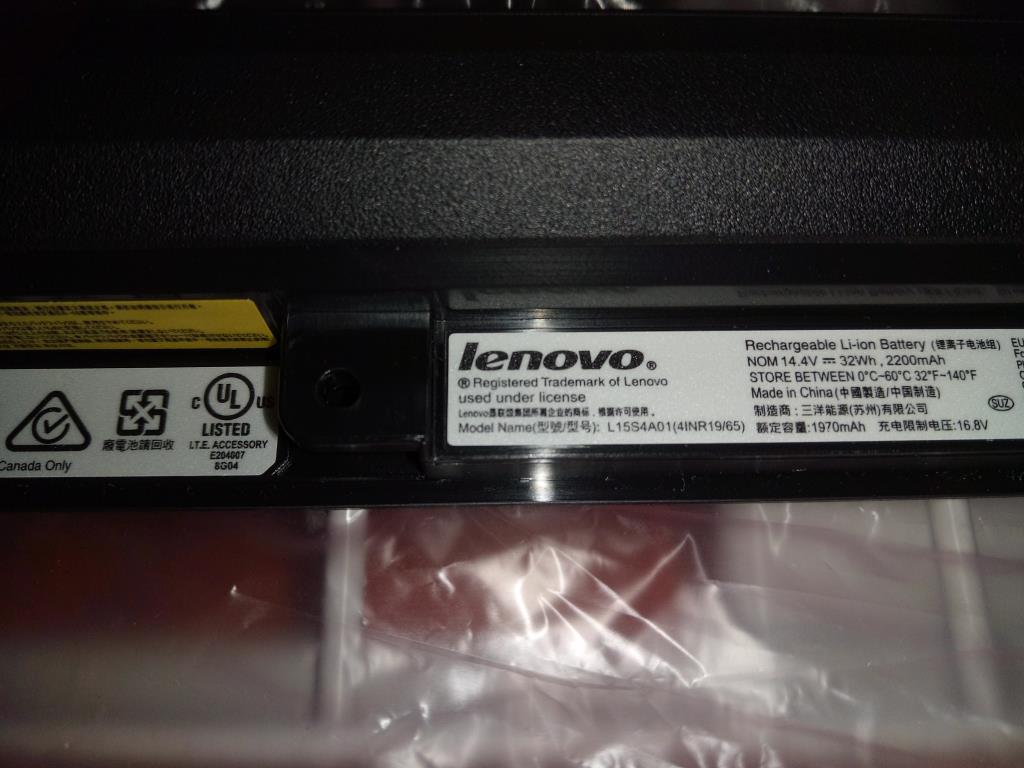 廢電池請回收
Canada Only
C UL US
LISTED
I.T.E. ACCESSORY
E204007
8G04
lenovo®
® Registered Trademark of Lenovo
used under license
Lenovo是联想集团所属企业的商标，根据许可使用.
Model Name(型號/型号): L15S4A01(4INR19/65)
Rechargeable Li-ion Battery (锂离子电池组)
NOM 14.4V ⎓ 32Wh, 2200mAh
STORE BETWEEN 0°C~60°C 32°F~140°F
Made in China(中國製造/中国制造)
制造商：三洋能源(苏州)有限公司
额定容量:1970mAh 充电限制电压:16.8V
EU
SUZ